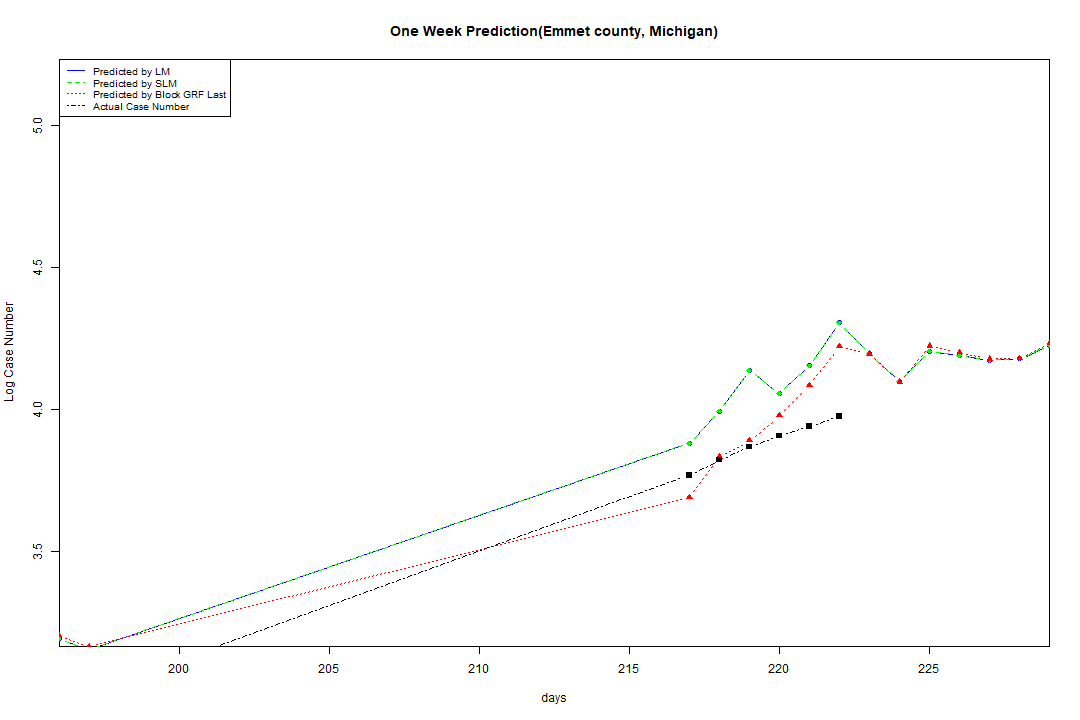 One Week Prediction(Emmet county, Michigan)
Predicted by LM
Predicted by SLM
Predicted by Block GRF Last
Actual Case Number
5.0
4.5
4.0
3.5
Log Case Number
200 205 210 215 220 225
days